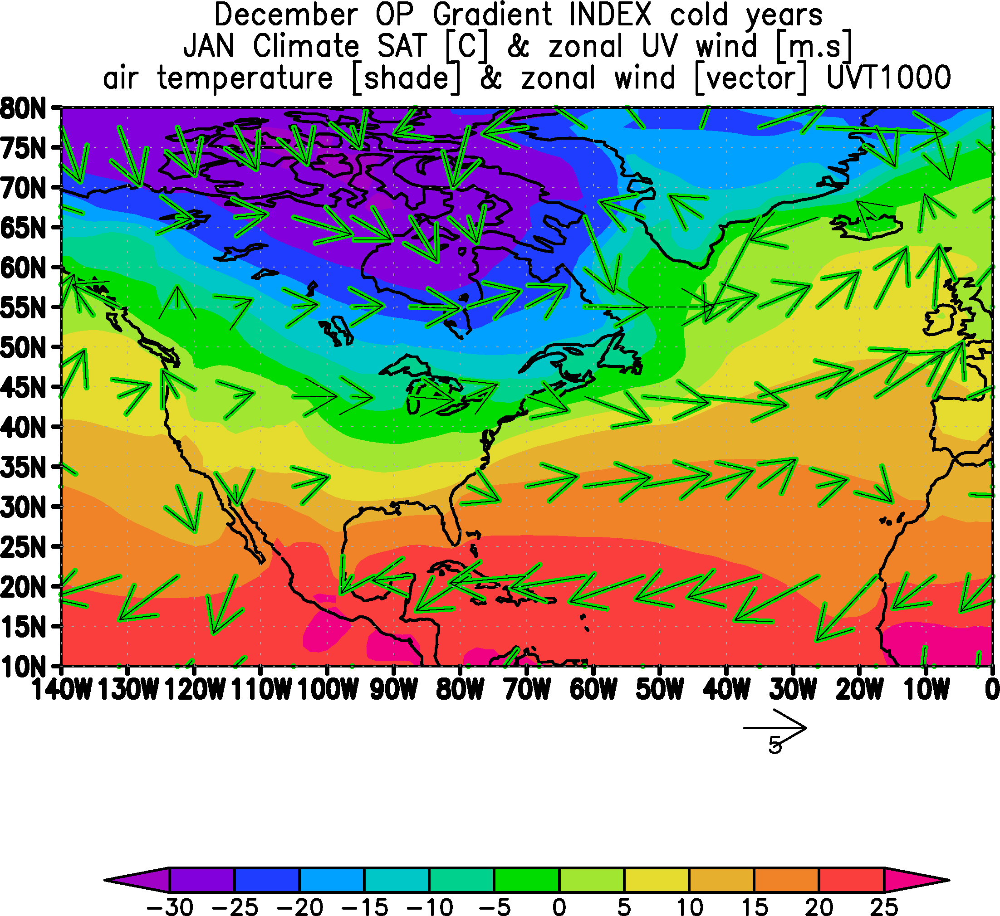 December OP Gradient INDEX cold years
JAN Climate SAT [C] & zonal UV wind [m.s]
air temperature [shade] & zonal wind [vector] UVT1000
80N
75N
70N
65N
60N
55N
50N
45N
40N
35N
30N
25N
20N
15N
10N
140W 130W 120W 110W 100W 90W 80W 70W 60W 50W 40W 30W 20W 10W 0
5
-30 -25 -20 -15 -10 -5 0 5 10 15 20 25